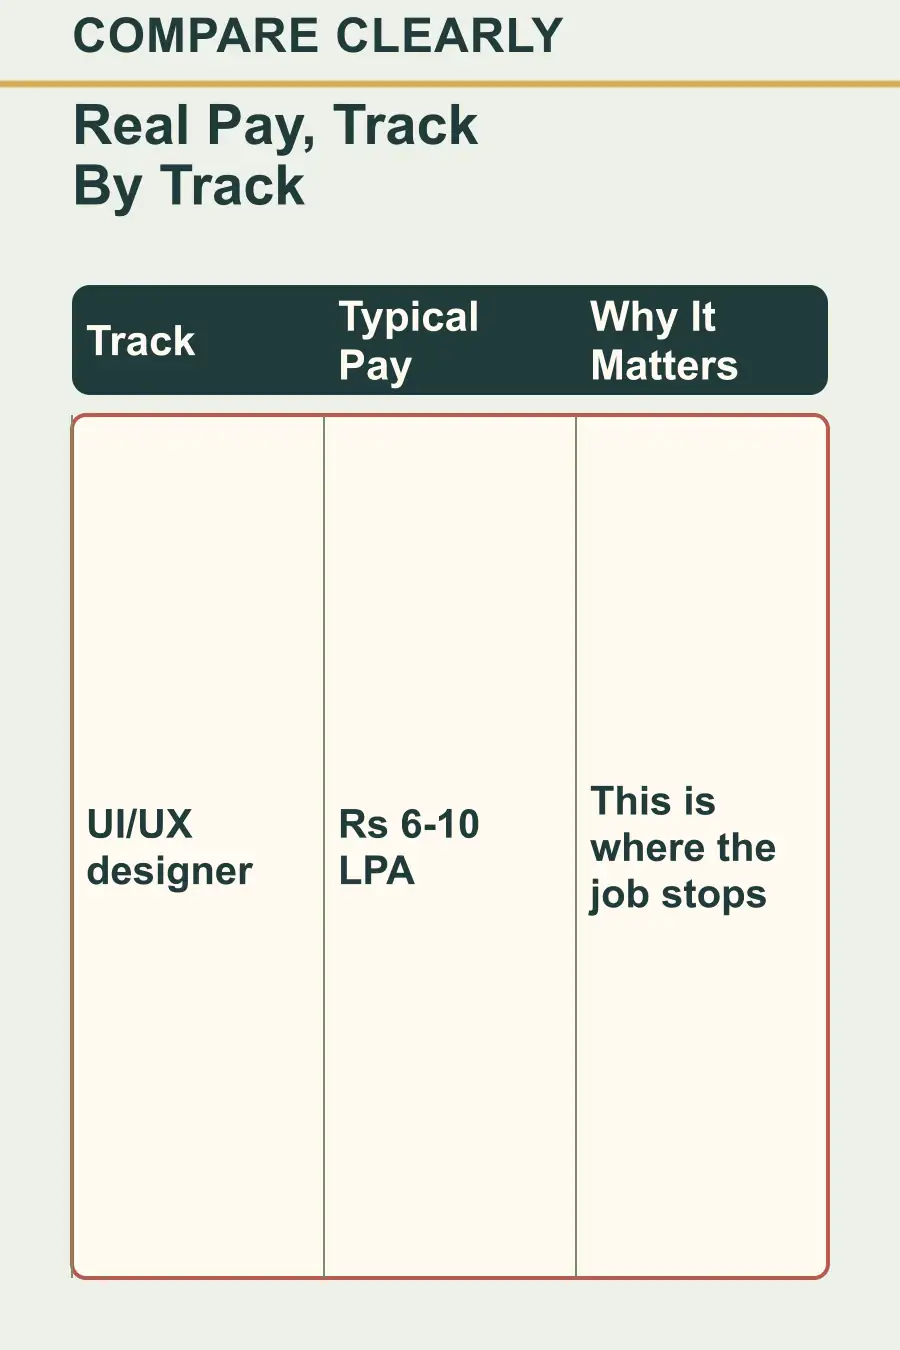 COMPARE CLEARLY
Real Pay, Track
By Track
Track
Typical
Pay
Why It
Matters
UI/UX
designer
Rs 6-10
LPA
This is
where the
job stops